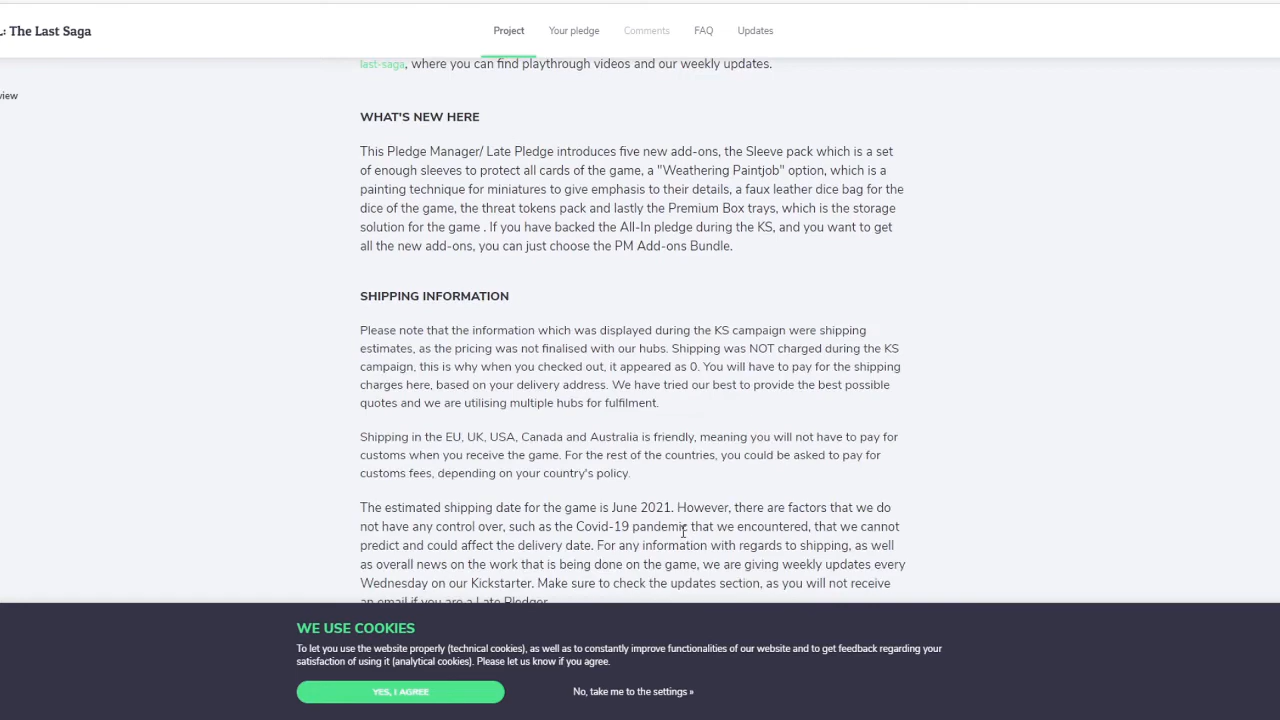 : The Last Saga
Project
Your pledge
Comments
FAQ
Updates
last-saga, where you can find playthrough videos and our weekly updates.
view
WHAT'S NEW HERE
This Pledge Manager/ Late Pledge introduces five new add-ons, the Sleeve pack which is a set
of enough sleeves to protect all cards of the game, a "Weathering Paintjob" option, which is a
painting technique for miniatures to give emphasis to their details, a faux leather dice bag for the
dice of the game, the threat tokens pack and lastly the Premium Box trays, which is the storage
solution for the game . If you have backed the All-In pledge during the KS, and you want to get
all the new add-ons, you can just choose the PM Add-ons Bundle.
SHIPPING INFORMATION
Please note that the information which was displayed during the KS campaign were shipping
estimates, as the pricing was not finalised with our hubs. Shipping was NOT charged during the KS
campaign, this is why when you checked out, it appeared as 0. You will have to pay for the shipping
charges here, based on your delivery address. We have tried our best to provide the best possible
quotes and we are utilising multiple hubs for fulfilment.
Shipping in the EU, UK, USA, Canada and Australia is friendly, meaning you will not have to pay for
customs when you receive the game. For the rest of the countries, you could be asked to pay for
customs fees, depending on your country's policy.
The estimated shipping date for the game is June 2021. However, there are factors that we do
not have any control over, such as the Covid-19 pandemic that we encountered, that we cannot
predict and could affect the delivery date. For any information with regards to shipping, as well
as overall news on the work that is being done on the game, we are giving weekly updates every
Wednesday on our Kickstarter. Make sure to check the updates section, as you will not receive
an email if you are a Late Pledger.
WE USE COOKIES
To let you use the website properly (technical cookies), as well as to constantly improve functionalities of our website and to get feedback regarding your
satisfaction of using it (analytical cookies). Please let us know if you agree.
YES, I AGREE
No, take me to the settings »